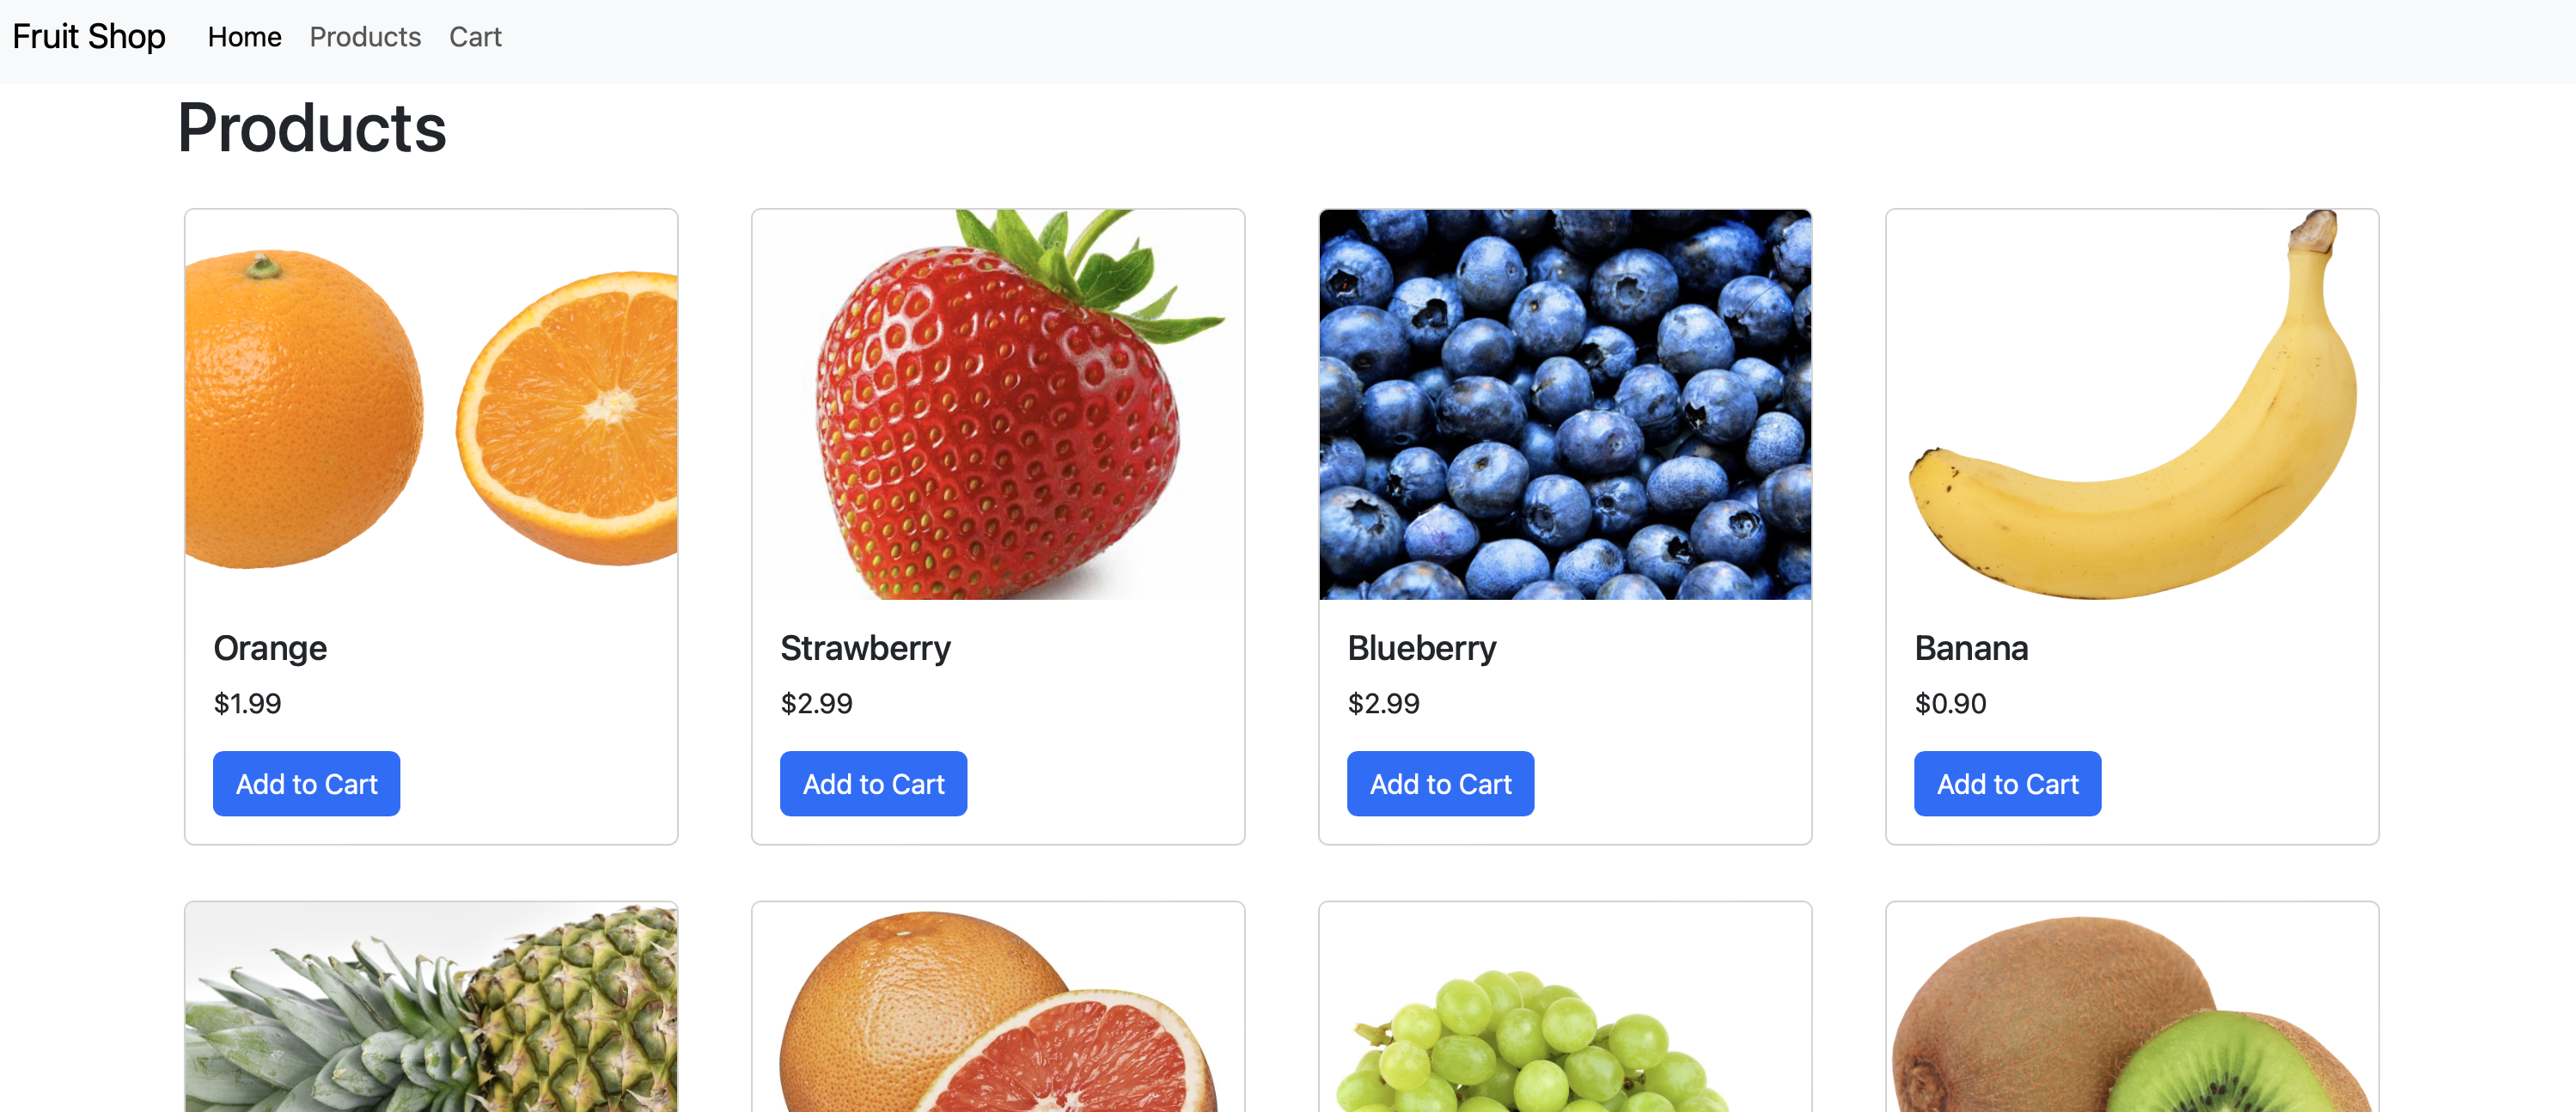 Fruit Shop Home Products Cart
Products
Orange
$1.99
Add to Cart
Strawberry
$2.99
Add to Cart
Blueberry
$2.99
Add to Cart
Banana
$0.90
Add to Cart